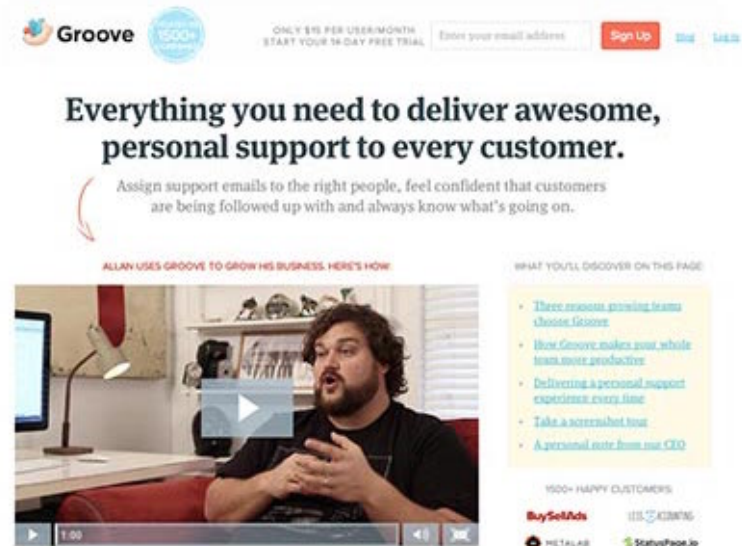 Groove
1500+
ONLY $15 PER USER/MONTH
START YOUR 14-DAY FREE TRIAL
Enter your email address
Sign Up
Blog
Log in
Everything you need to deliver awesome,
personal support to every customer.
Assign support emails to the right people, feel confident that customers
are being followed up with and always know what's going on.
ALLAN USES GROOVE TO GROW HIS BUSINESS. HERE'S HOW:
WHAT YOU'LL DISCOVER ON THIS PAGE:
Three reasons growing teams
choose Groove
How Groove makes your whole
team more productive
Delivering a personal support
experience every time
Take a screenshot tour
A personal note from our CEO
1:00
1500+ HAPPY CUSTOMERS
BuySellAds
LESS ACCOUNTING
METALAB
StatusPage.io